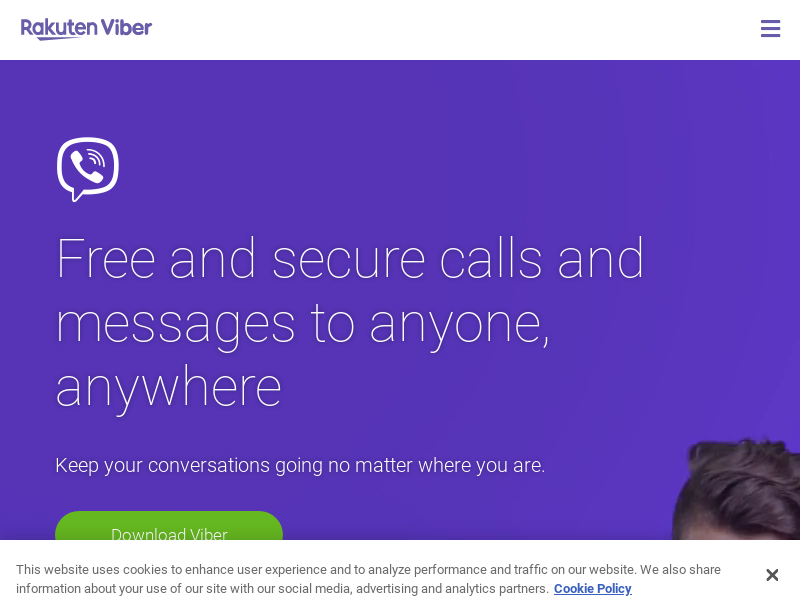 Rakuten Viber
Free and secure calls and
messages to anyone,
anywhere
Keep your conversations going no matter where you are.
Download Viber
This website uses cookies to enhance user experience and to analyze performance and traffic on our website. We also share
information about your use of our site with our social media, advertising and analytics partners. Cookie Policy